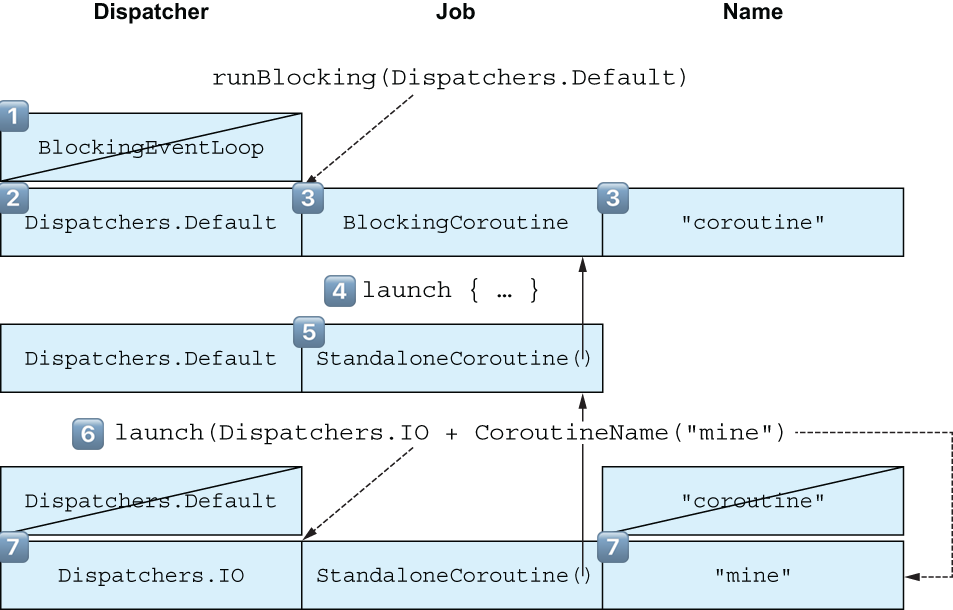 Dispatcher Job Name
runBlocking(Dispatchers.Default)
1
BlockingEventLoop
2 3 3
Dispatchers.Default BlockingCoroutine "coroutine"
4 launch { … }
5
Dispatchers.Default StandaloneCoroutine()
6 launch(Dispatchers.IO + CoroutineName("mine")
Dispatchers.Default "coroutine"
7 7
Dispatchers.IO StandaloneCoroutine() "mine"